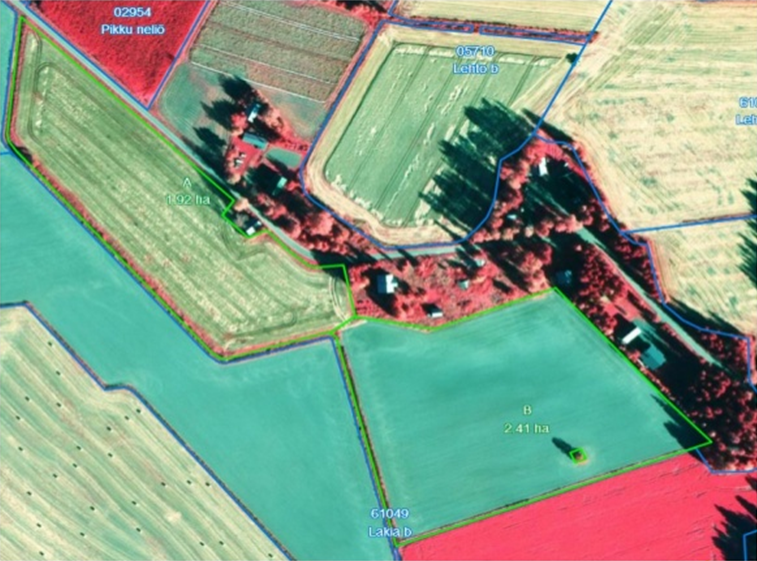 02954
Pikku neliö
05710
Lehto b
A
1.92 ha
B
2.41 ha
61049
Lakia b